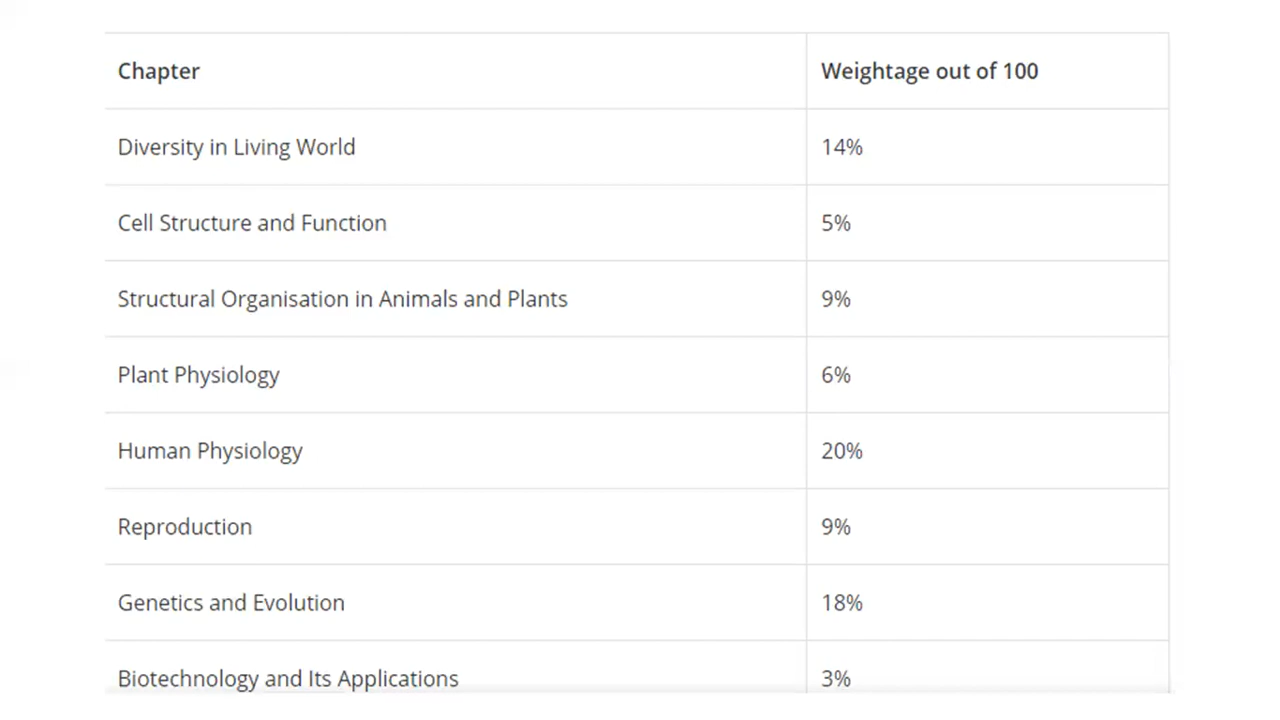 Chapter Weightage out of 100
Diversity in Living World 14%
Cell Structure and Function 5%
Structural Organisation in Animals and Plants 9%
Plant Physiology 6%
Human Physiology 20%
Reproduction 9%
Genetics and Evolution 18%
Biotechnology and Its Applications 3%